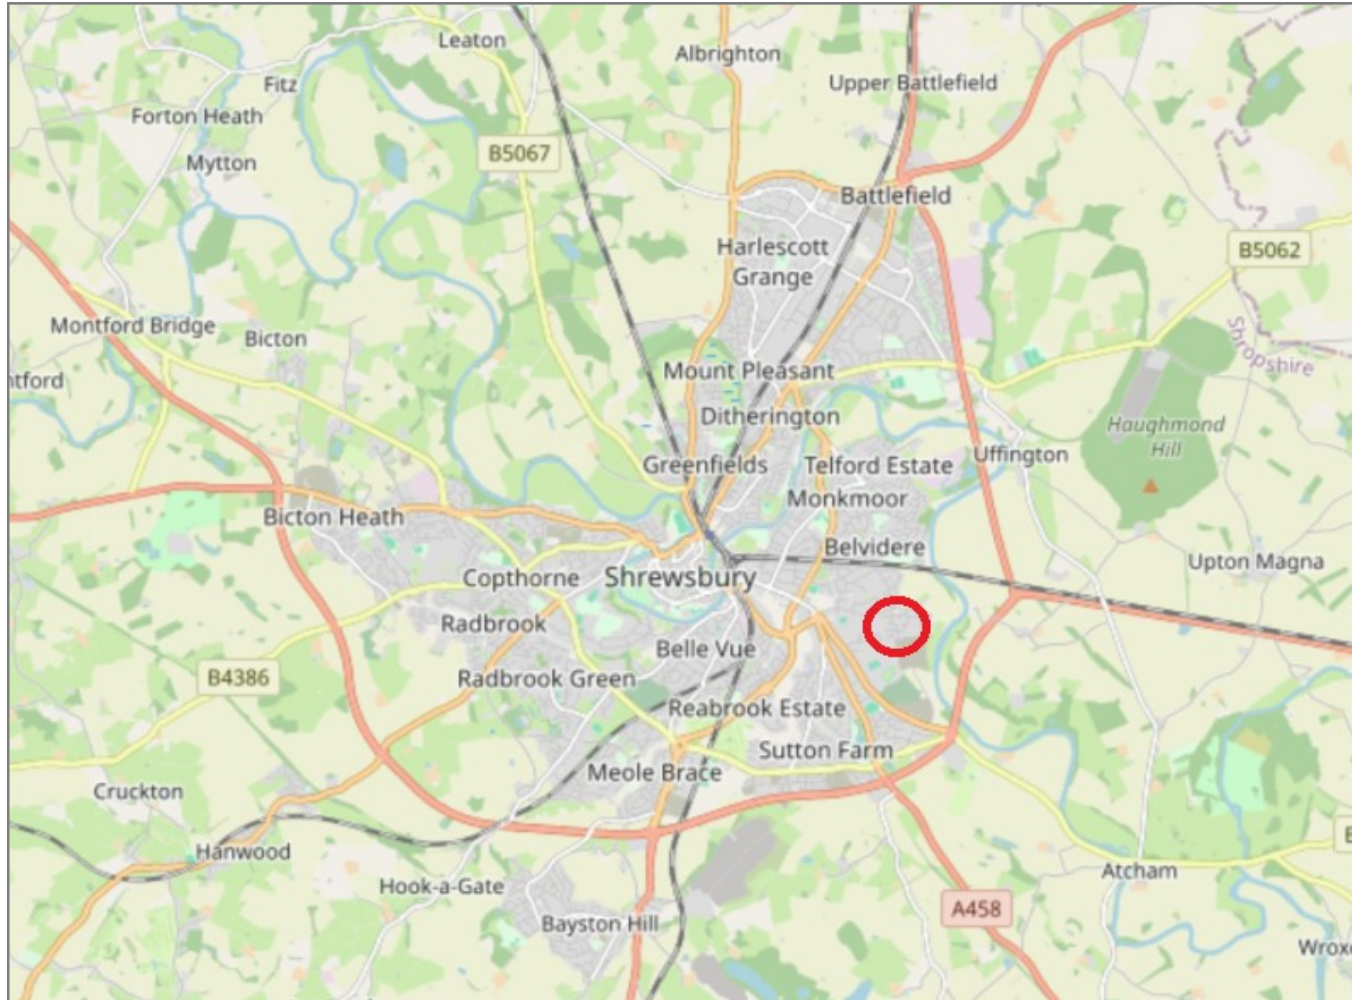 Leaton
Albrighton
Upper Battlefield
Fitz
Forton Heath
B5067
Mytton
Battlefield
Harlescott
Grange
B5062
Montford Bridge
Bicton
Shropshire
Mount Pleasant
ntford
Ditherington
Haughmond
Hill
Greenfields
Telford Estate
Uffington
Monkmoor
Bicton Heath
Belvidere
Upton Magna
Copthorne
Shrewsbury
Radbrook
Belle Vue
B4386
Radbrook Green
Reabrook Estate
Sutton Farm
Meole Brace
Cruckton
Hanwood
Atcham
Hook-a-Gate
A458
Bayston Hill
Wrox